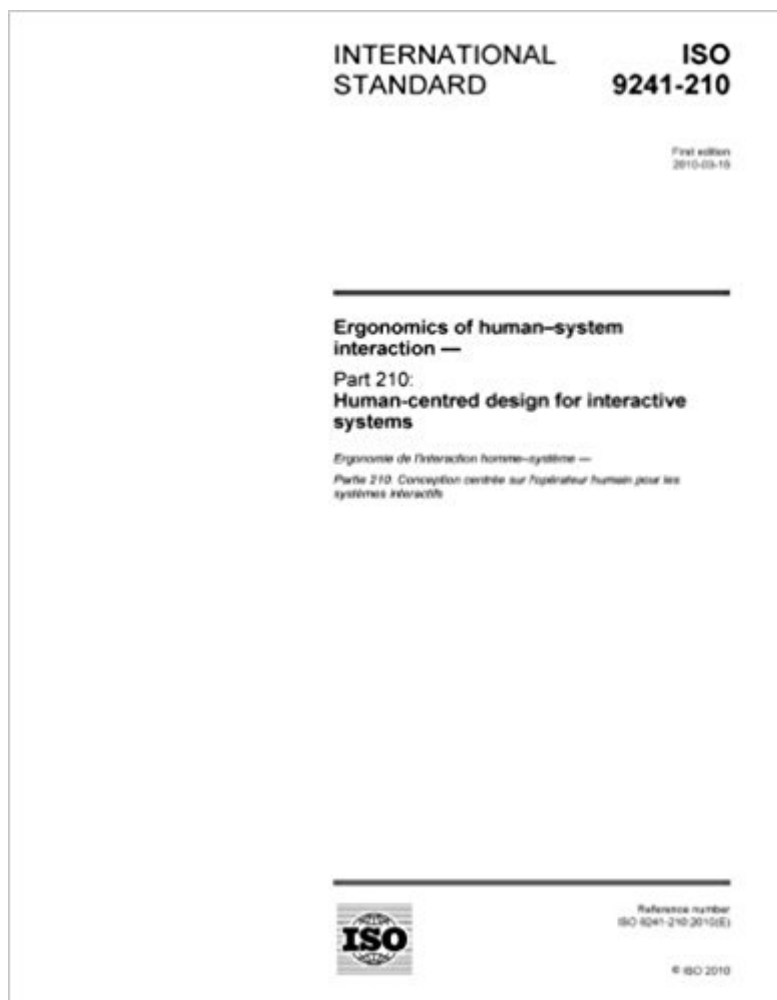 INTERNATIONAL
STANDARD
ISO
9241-210
First edition
2010-03-15
Ergonomics of human–system
interaction —
Part 210:
Human-centred design for interactive
systems
Ergonomie de l'interaction homme–système —
Partie 210: Conception centrée sur l'opérateur humain pour les
systèmes interactifs
ISO
Reference number
ISO 9241-210:2010(E)
© ISO 2010